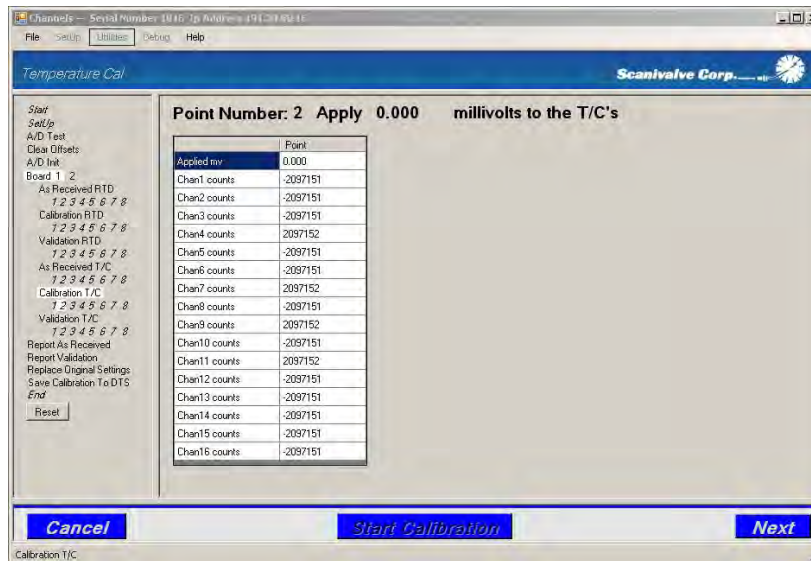 Channels -- Serial Number
File SetUp Utilities Debug Help
Temperature Cal
Scanivalve Corp.
Start
SetUp
A/D Test
Clear Offsets
A/D Init
Board 1 2
As Received RTD
1 2 3 4 5 6 7 8
Calibration RTD
1 2 3 4 5 6 7 8
Validation RTD
1 2 3 4 5 6 7 8
As Received T/C
1 2 3 4 5 6 7 8
Calibration T/C
1 2 3 4 5 6 7 8
Validation T/C
1 2 3 4 5 6 7 8
Report As Received
Report Validation
Replace Original Settings
Save Calibration To DTS
End
Reset
Point Number: 2 Apply 0.000 millivolts to the T/C's
Point
Applied mv 0.000
Chan1 counts -2097151
Chan2 counts -2097151
Chan3 counts -2097151
Chan4 counts 2097152
Chan5 counts -2097151
Chan6 counts -2097151
Chan7 counts 2097152
Chan8 counts -2097151
Chan9 counts 2097152
Chan10 counts -2097151
Chan11 counts 2097152
Chan12 counts -2097151
Chan13 counts -2097151
Chan14 counts -2097151
Chan15 counts -2097151
Chan16 counts -2097151
Cancel Start Calibration Next
Calibration T/C